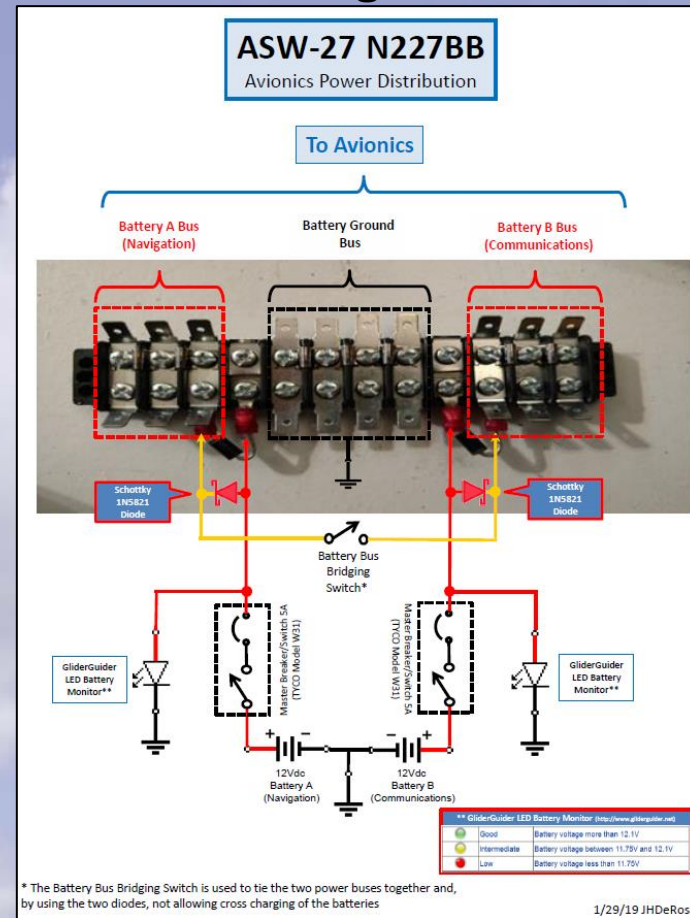 ASW-27 N227BB
Avionics Power Distribution
To Avionics
Battery A Bus
(Navigation)
Battery Ground
Bus
Battery B Bus
(Communications)
Schottky
1N5821
Diode
Schottky
1N5821
Diode
Battery Bus
Bridging
Switch*
Master Breaker/Switch 5A
(TYCO Model W31)
Master Breaker/Switch 5A
(TYCO Model W31)
GliderGuider
LED Battery
Monitor**
GliderGuider
LED Battery
Monitor**
+ −
− +
12Vdc
Battery A
(Navigation)
12Vdc
Battery B
(Communications)
** GliderGuider LED Battery Monitor (http://www.gliderguider.net)
Good Battery voltage more than 12.1V
Intermediate Battery voltage between 11.75V and 12.1V
Low Battery voltage less than 11.75V
* The Battery Bus Bridging Switch is used to tie the two power buses together and,
by using the two diodes, not allowing cross charging of the batteries
1/29/19 JHDeRos